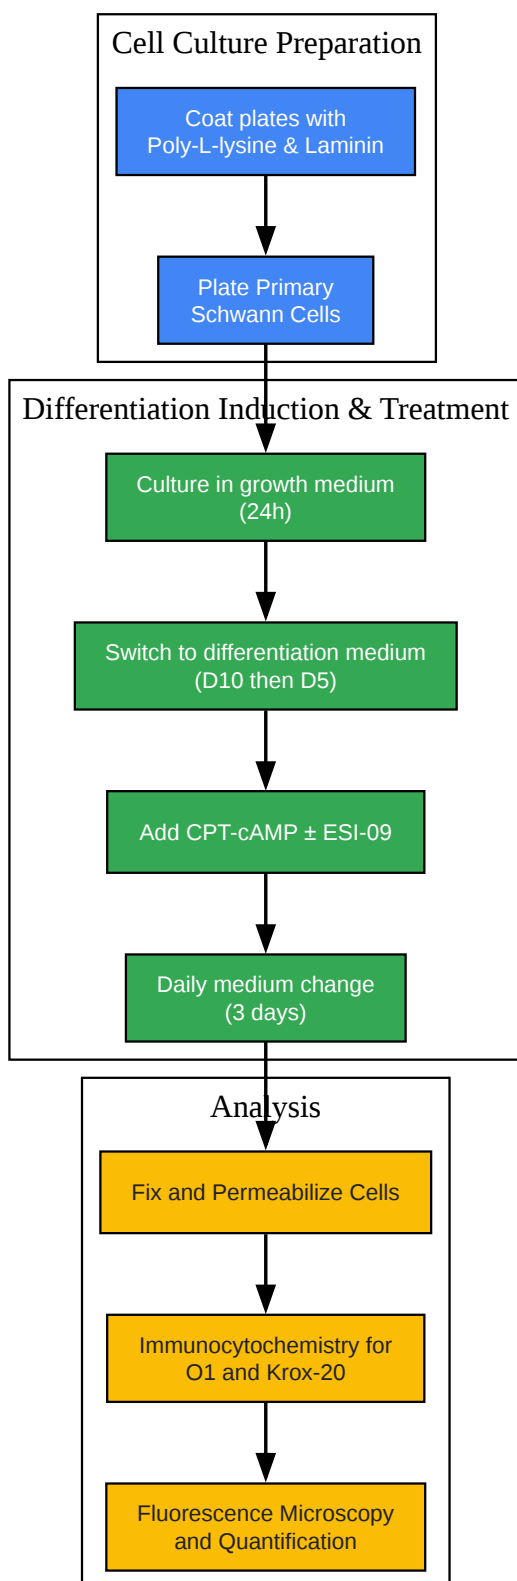 Cell Culture Preparation
Coat plates with
Poly-L-lysine & Laminin
Plate Primary
Schwann Cells
Differentiation Induction & Treatment
Culture in growth medium
(24h)
Switch to differentiation medium
(D10 then D5)
Add CPT-cAMP ± ESI-09
Daily medium change
(3 days)
Analysis
Fix and Permeabilize Cells
Immunocytochemistry for
O1 and Krox-20
Fluorescence Microscopy
and Quantification